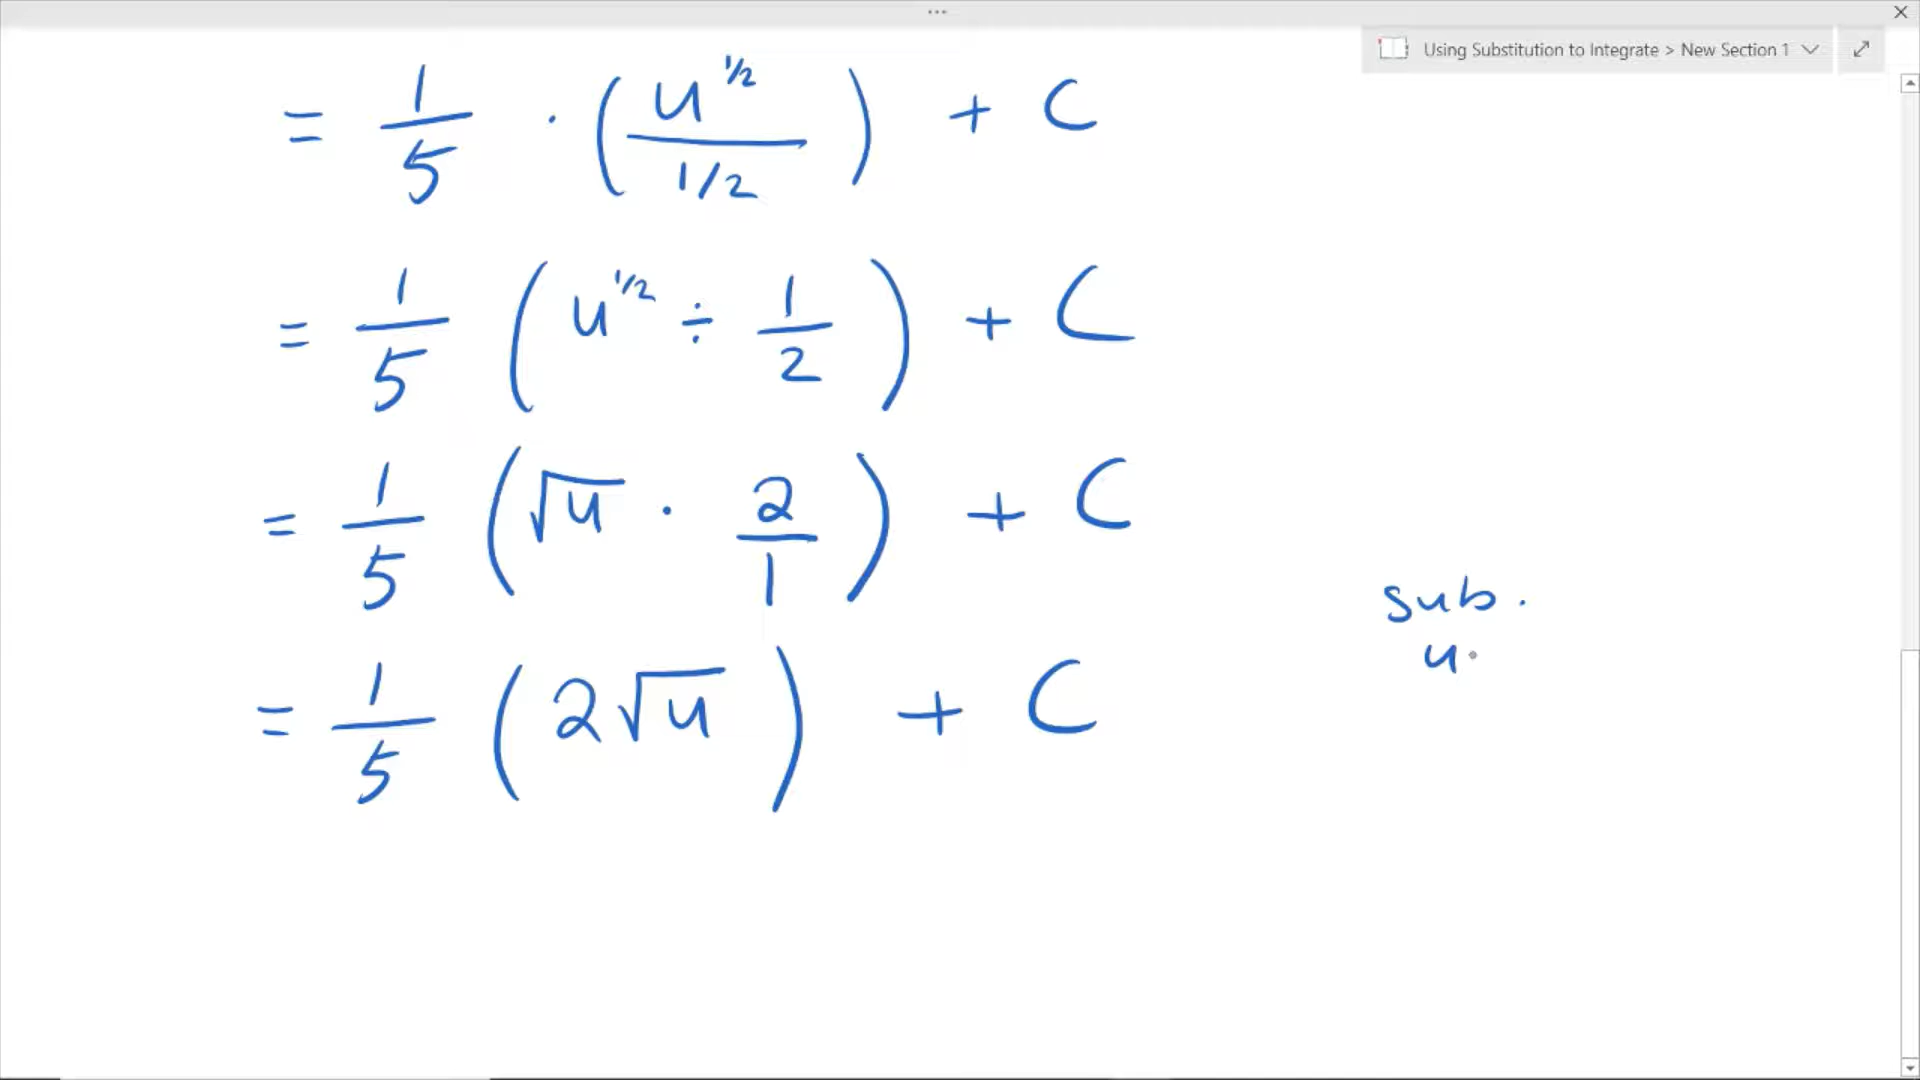 Using Substitution to Integrate > New Section 1
= 1/5 · (u^1/2 / 1/2) + C
= 1/5 (u^1/2 ÷ 1/2) + C
= 1/5 (√u · 2/1) + C
sub.
u
= 1/5 (2√u) + C